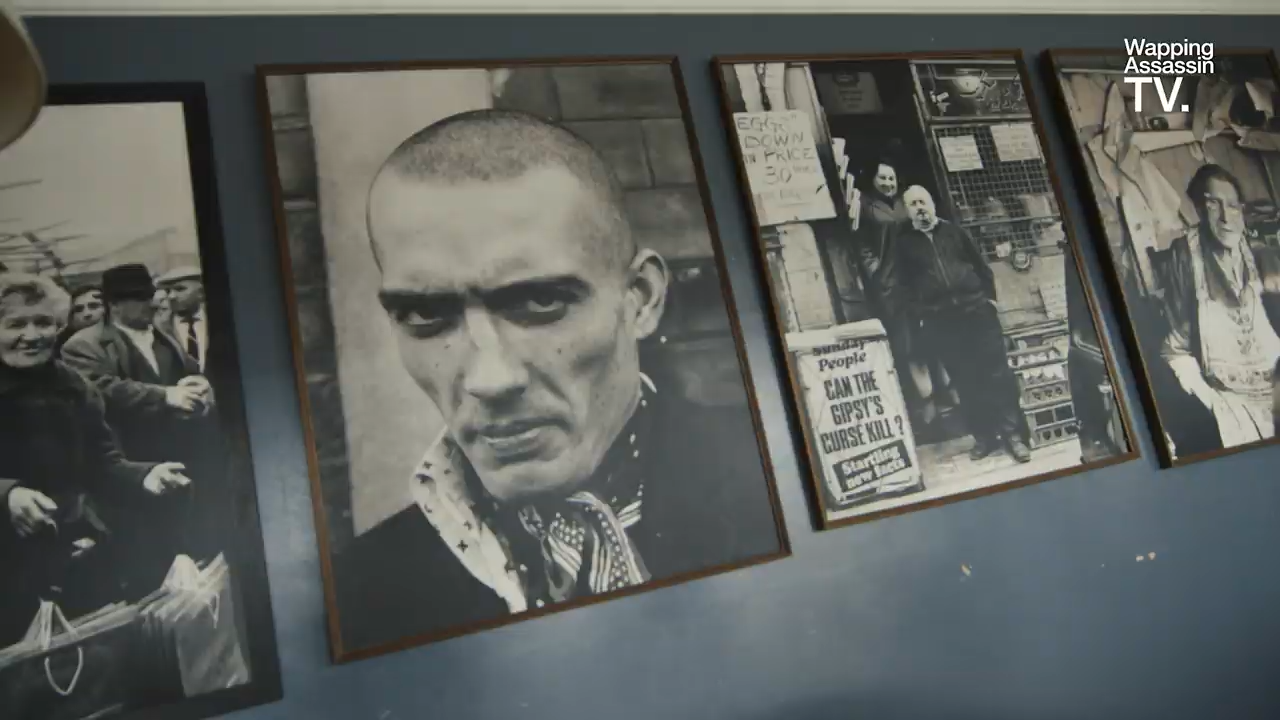 Wapping
Assassin
TV.
EGGS
DOWN
IN PRICE
30
Sunday
People
CAN THE
GIPSY'S
CURSE KILL?
Startling
new facts